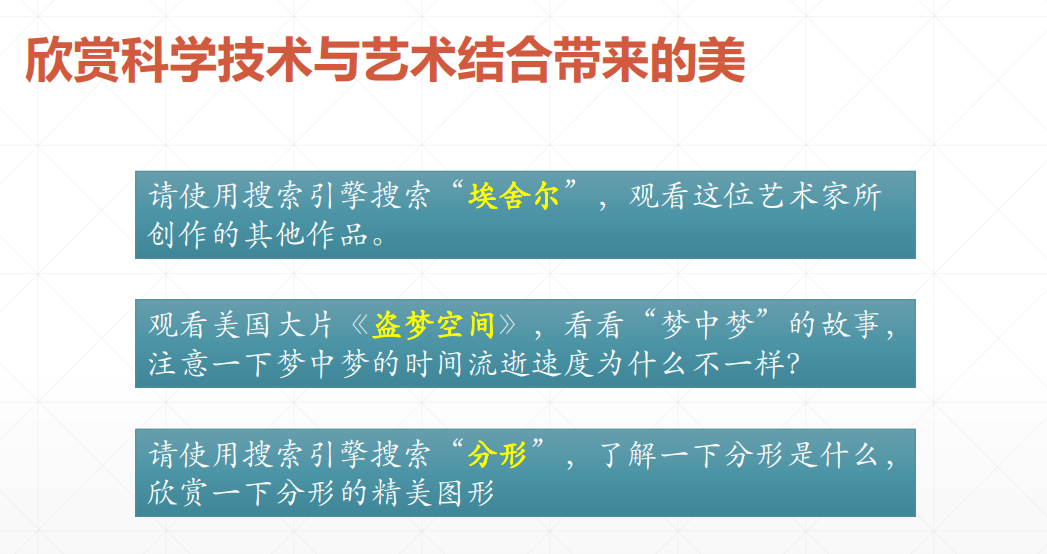 欣赏科学技术与艺术结合带来的美
请使用搜索引擎搜索“埃舍尔”，观看这位艺术家所
创作的其他作品。
观看美国大片《盗梦空间》，看看“梦中梦”的故事，
注意一下梦中梦的时间流逝速度为什么不一样？
请使用搜索引擎搜索“分形”，了解一下分形是什么，
欣赏一下分形的精美图形